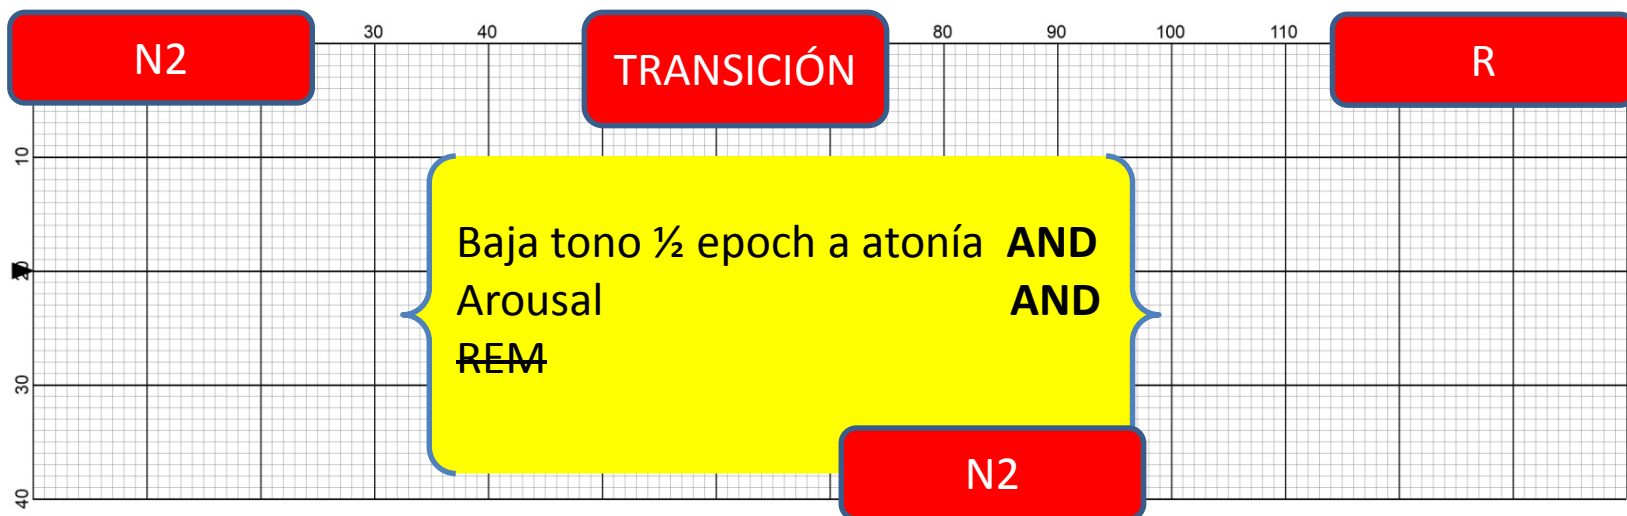 N2
30
40
TRANSICIÓN
80
90
100
110
R
10
Baja tono ½ epoch a atonía AND
20
Arousal AND
REM
30
N2
40